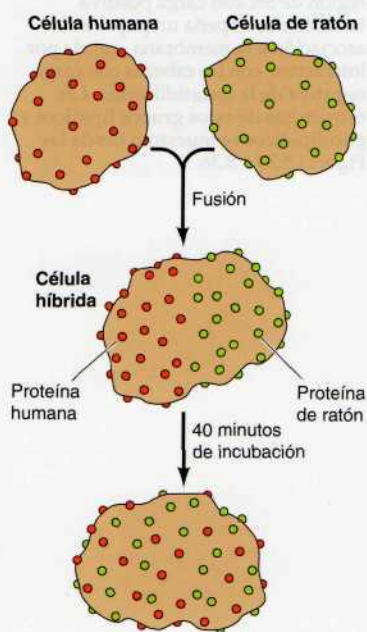 Célula humana
Célula de ratón
Fusión
Célula
híbrida
Proteína
humana
Proteína
de ratón
40 minutos
de incubación